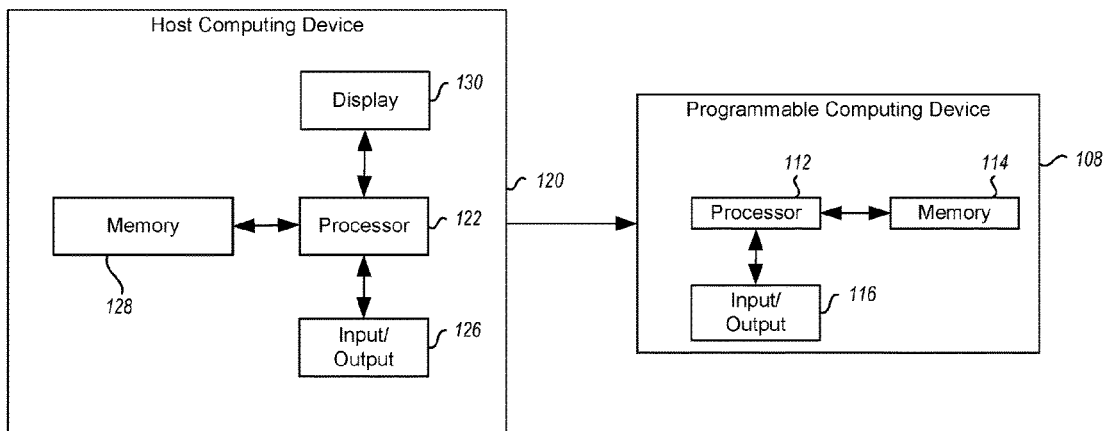 Host Computing Device
Display
130
Programmable Computing Device
120
108
112
114
Memory
Processor
122
Processor
Memory
128
Input/
Output
126
Input/
Output
116